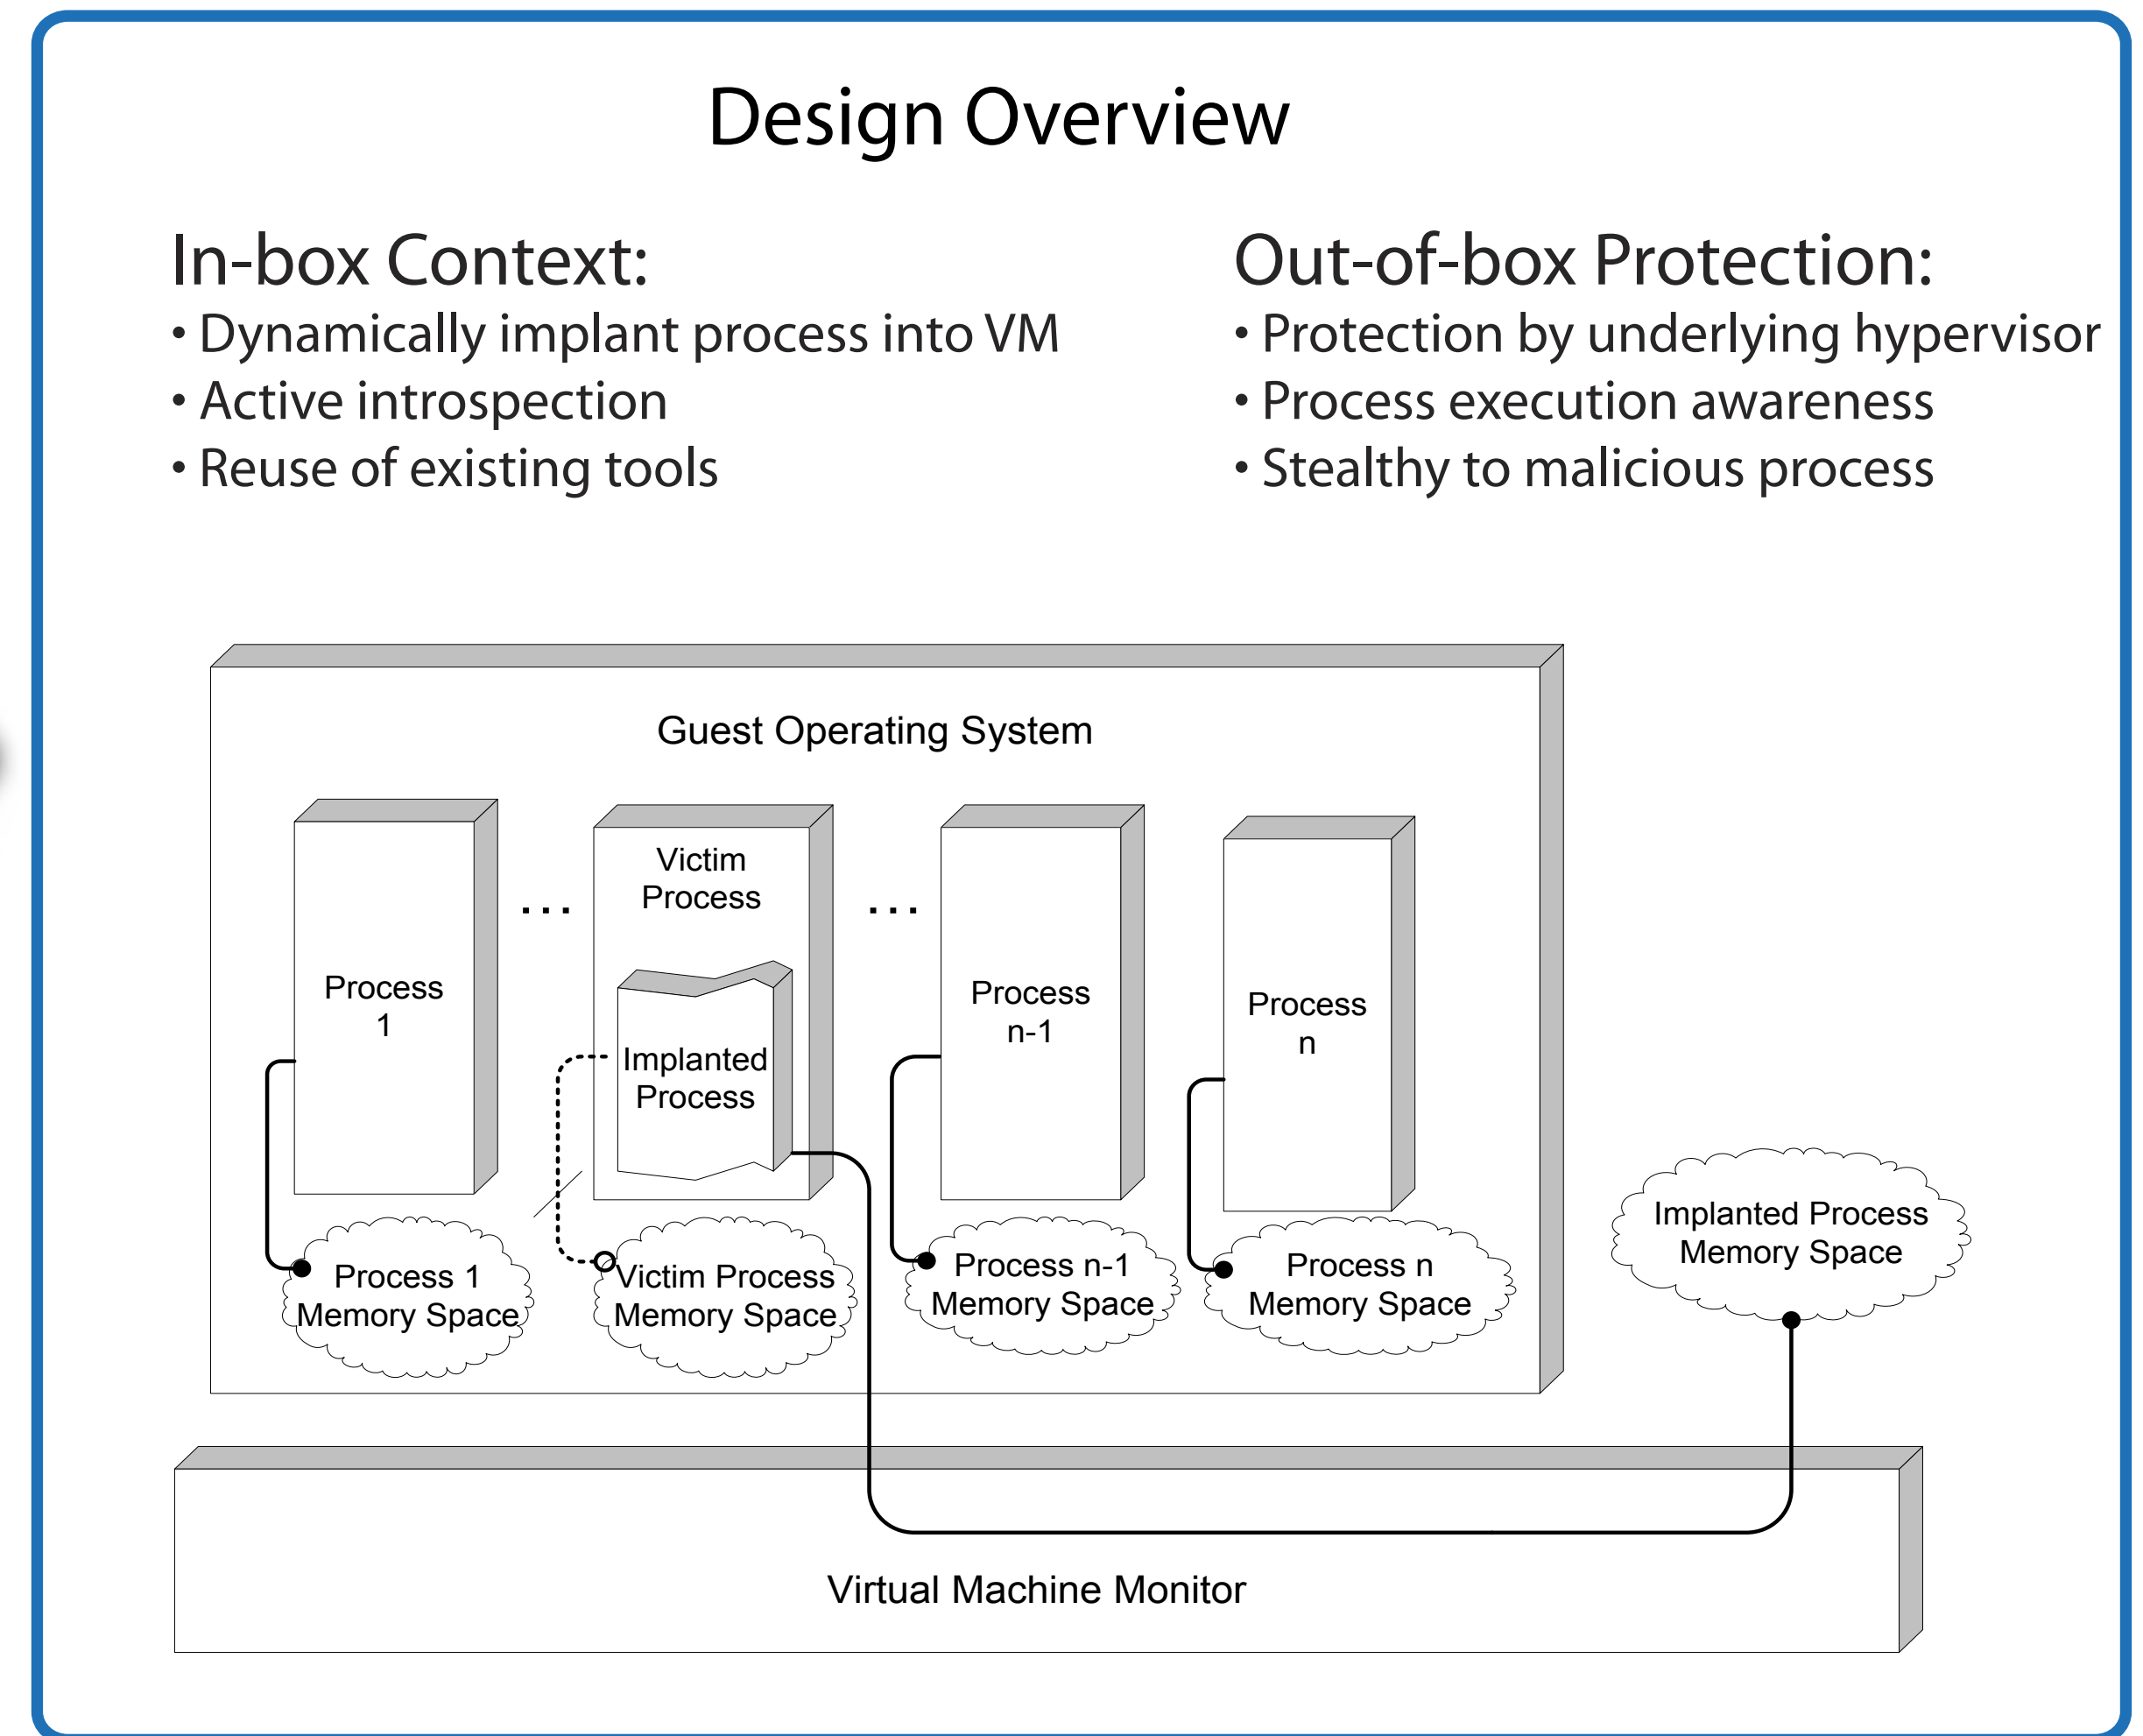 Design Overview
In-box Context:
• Dynamically implant process into VM
• Active introspection
• Reuse of existing tools
Out-of-box Protection:
• Protection by underlying hypervisor
• Process execution awareness
• Stealthy to malicious process
Guest Operating System
Process
1
...
Victim
Process
Implanted
Process
...
Process
n-1
Process
n
Process 1
Memory Space
Victim Process
Memory Space
Process n-1
Memory Space
Process n
Memory Space
Implanted Process
Memory Space
Virtual Machine Monitor